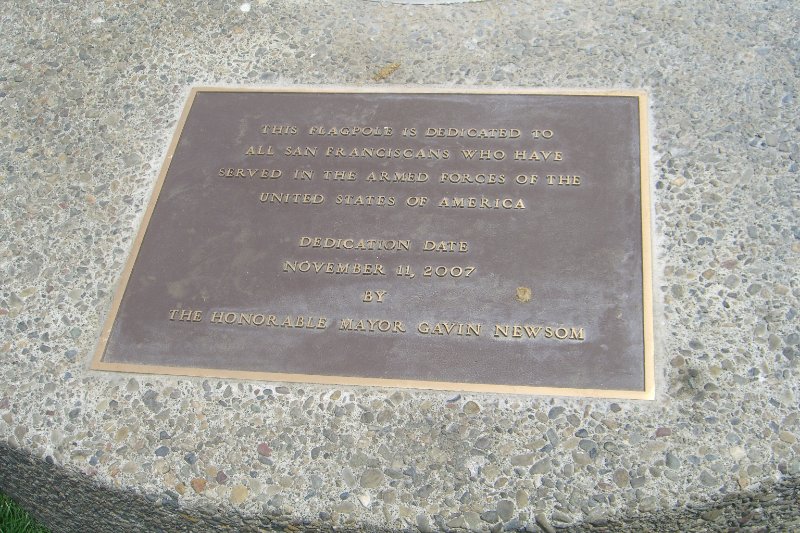 THIS FLAGPOLE IS DEDICATED TO
ALL SAN FRANCISCANS WHO HAVE
SERVED IN THE ARMED FORCES OF THE
UNITED STATES OF AMERICA
DEDICATION DATE
NOVEMBER 11, 2007
BY
THE HONORABLE MAYOR GAVIN NEWSOM